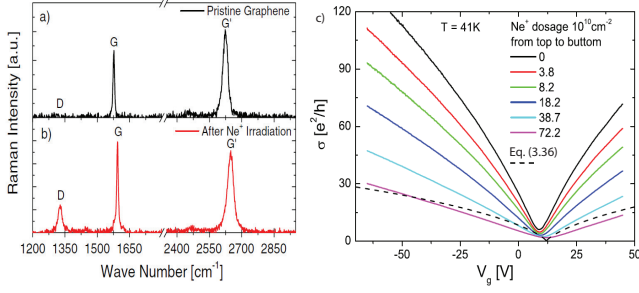 a)
Pristine Graphene
G
G'
D
b)
After Ne⁺ Irradiation
G
G'
D
Raman Intensity [a.u.]
1200 1350 1500 1650 2400 2550 2700 2850
Wave Number [cm⁻¹]
c)
T = 41K
Ne⁺ dosage 10¹⁰cm⁻²
from top to buttom
0
3.8
8.2
18.2
38.7
72.2
Eq. (3.36)
σ [e²/h]
120
90
60
30
0
-50 -25 0 25 50
V_g [V]